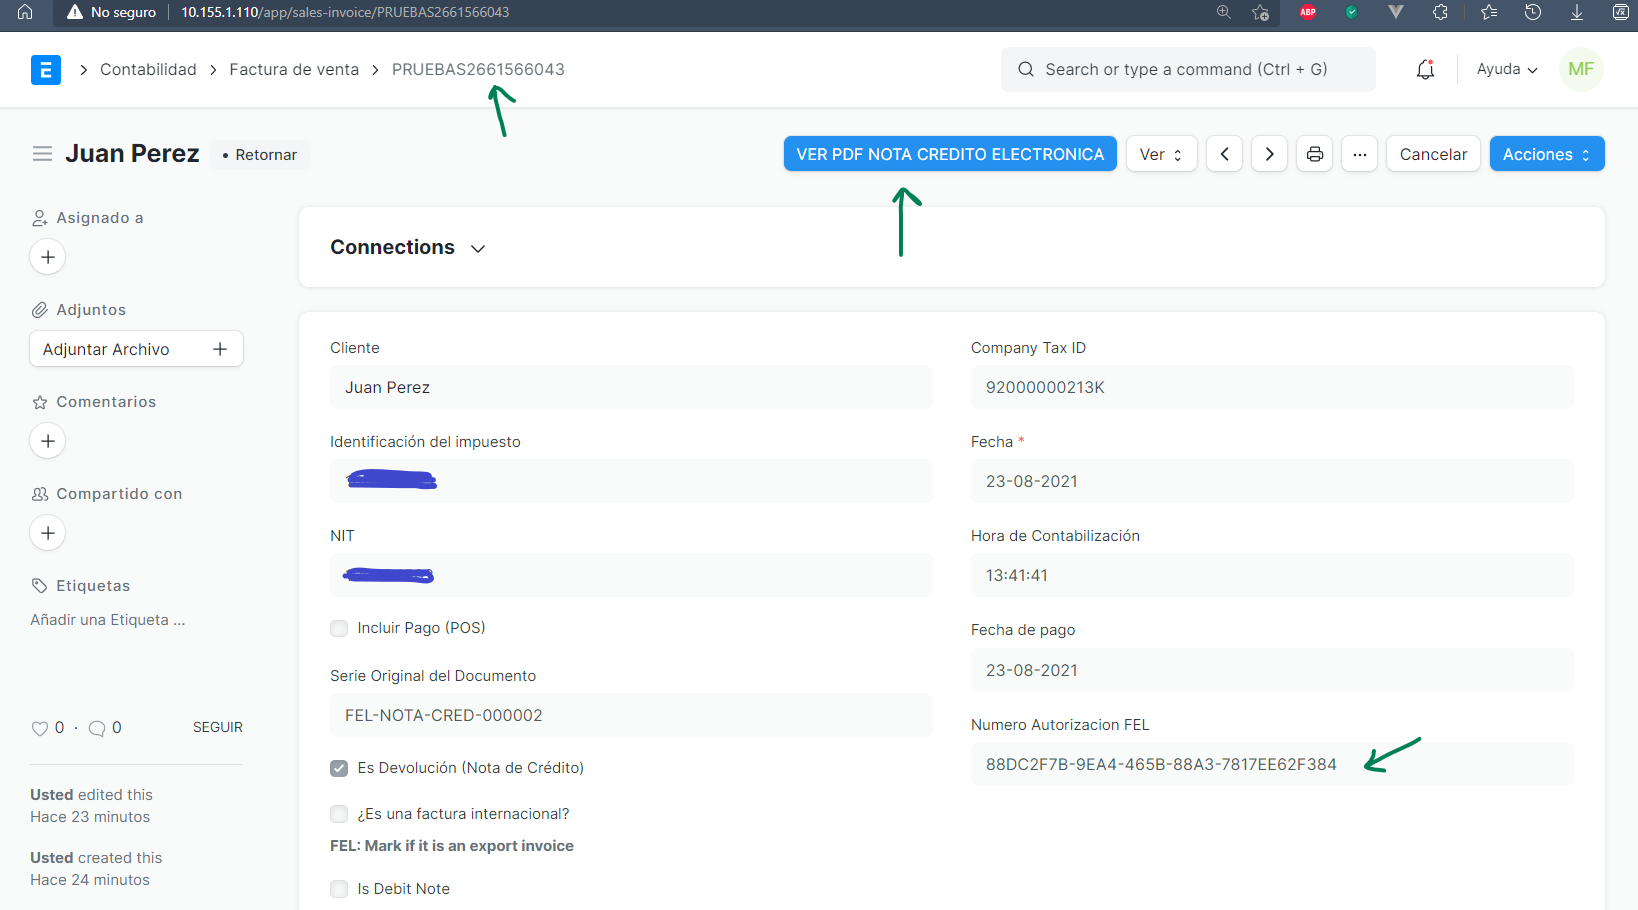 No seguro
10.155.1.110/app/sales-invoice/PRUEBAS2661566043
ABP
E
Contabilidad
Factura de venta
PRUEBAS2661566043
Search or type a command (Ctrl + G)
Ayuda
MF
Juan Perez
• Retornar
VER PDF NOTA CREDITO ELECTRONICA
Ver
Cancelar
Acciones
Asignado a
Adjuntos
Adjuntar Archivo
Comentarios
Compartido con
Etiquetas
Añadir una Etiqueta ...
0 · 0
SEGUIR
Usted edited this
Hace 23 minutos
Usted created this
Hace 24 minutos
Connections
Cliente
Juan Perez
Identificación del impuesto
NIT
Incluir Pago (POS)
Serie Original del Documento
FEL-NOTA-CRED-000002
Es Devolución (Nota de Crédito)
¿Es una factura internacional?
FEL: Mark if it is an export invoice
Is Debit Note
Company Tax ID
92000000213K
Fecha *
23-08-2021
Hora de Contabilización
13:41:41
Fecha de pago
23-08-2021
Numero Autorizacion FEL
88DC2F7B-9EA4-465B-88A3-7817EE62F384